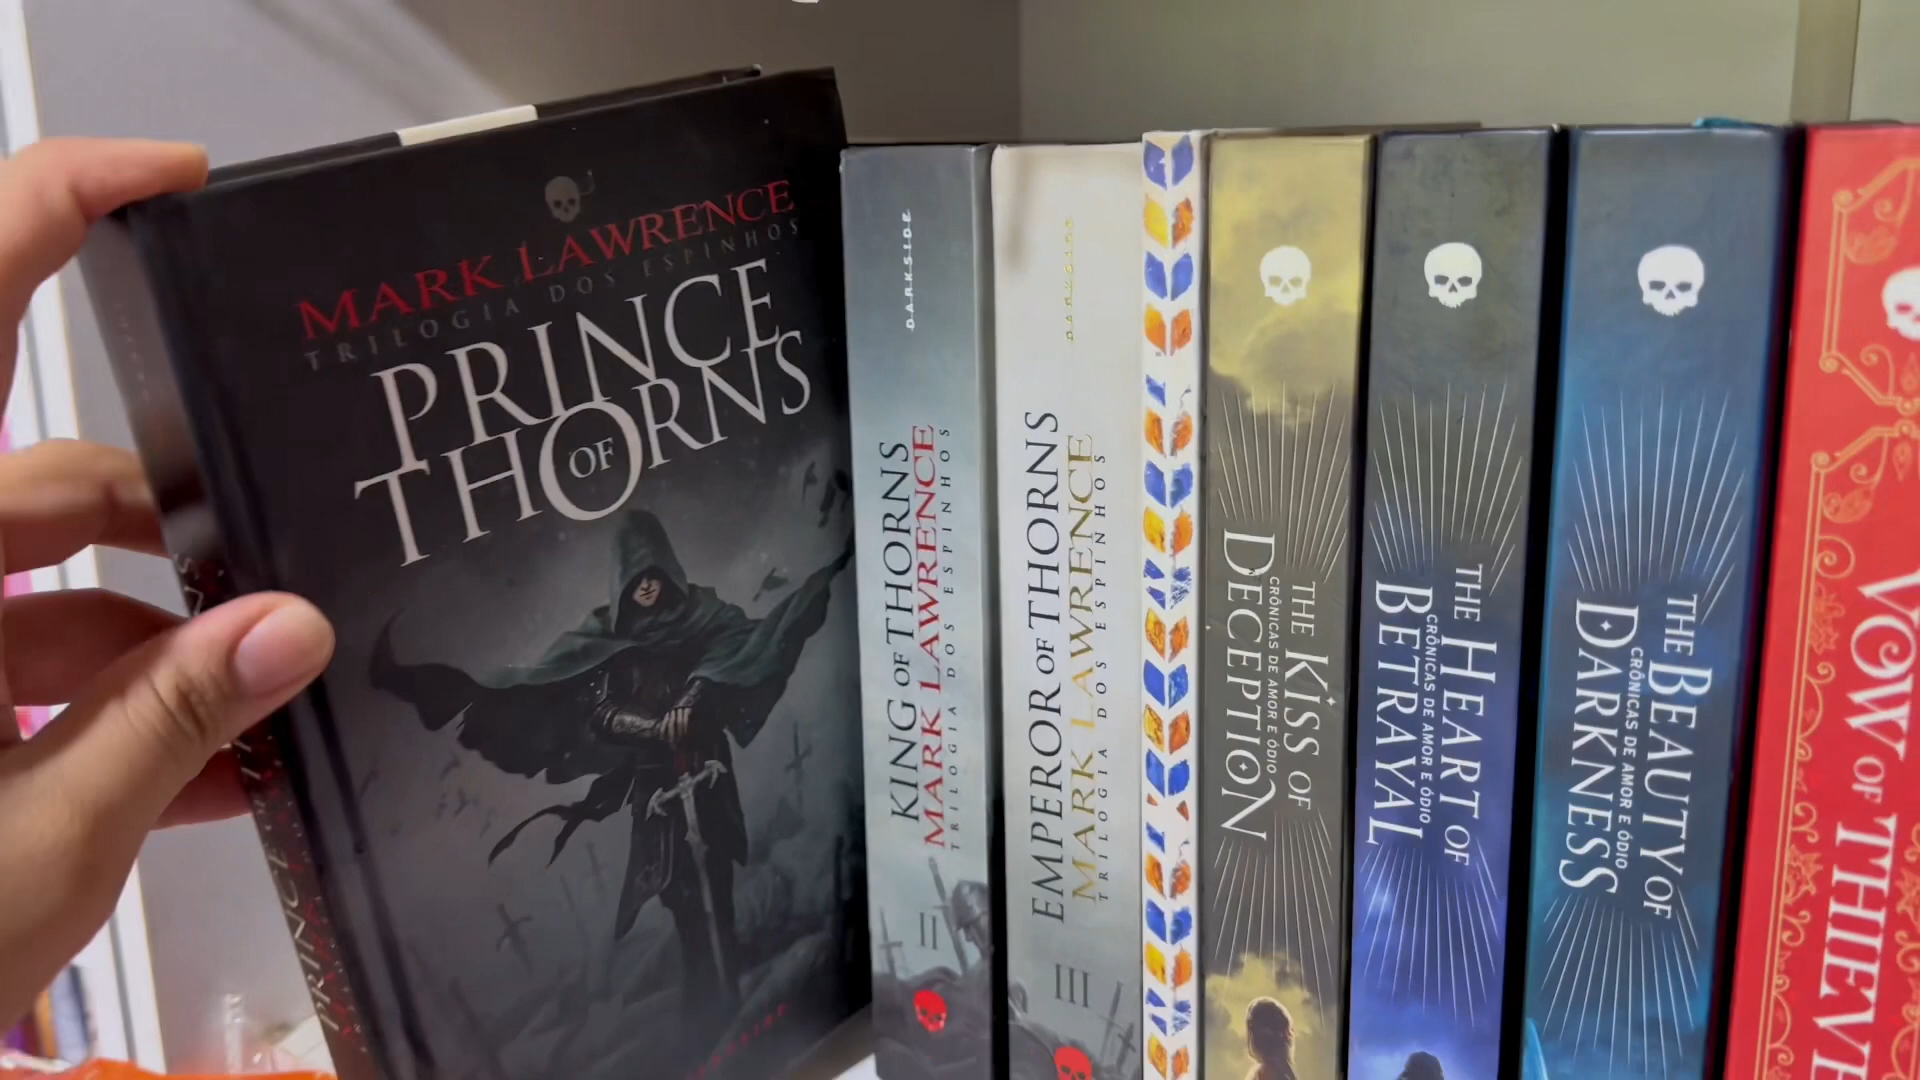 MARK LAWRENCE
TRILOGIA DOS ESPINHOS
PRINCE
OF
THORNS
DARKSIDE
KING OF THORNS
MARK LAWRENCE
TRILOGIA DOS ESPINHOS
II
DARKSIDE
EMPEROR OF THORNS
MARK LAWRENCE
TRILOGIA DOS ESPINHOS
III
THE KISS OF
CRÔNICAS DE AMOR E ÓDIO
DECEPTION
THE HEART OF
CRÔNICAS DE AMOR E ÓDIO
BETRAYAL
THE BEAUTY OF
CRÔNICAS DE AMOR E ÓDIO
DARKNESS
VOW OF
THIEVE